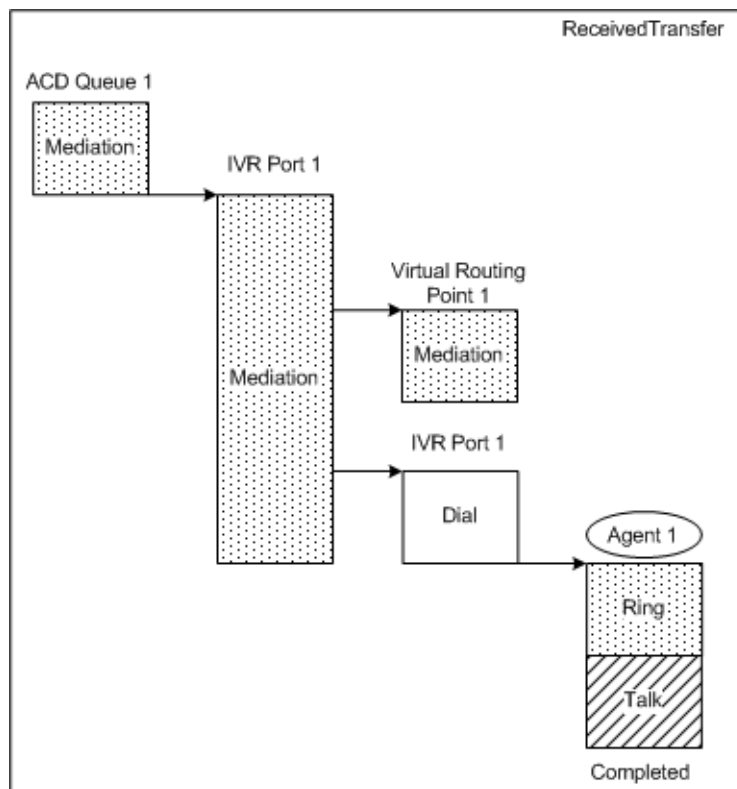 ReceivedTransfer
ACD Queue 1
Mediation
IVR Port 1
Mediation
Virtual Routing
Point 1
Mediation
IVR Port 1
Dial
Agent 1
Ring
Talk
Completed